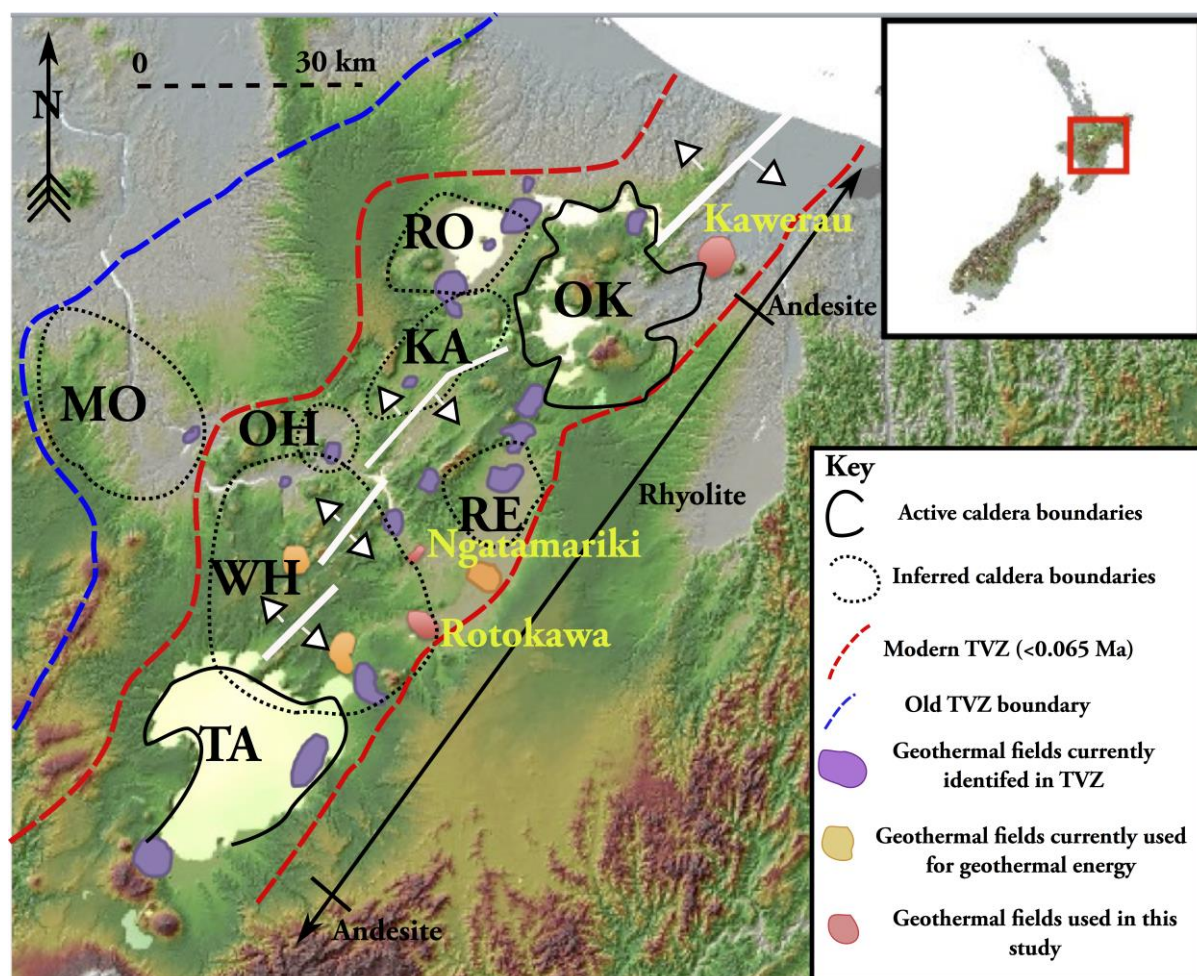 0 30 km
N
RO
Kawerau
OK
Andesite
KA
MO
OH
Rhyolite
RE
Ngatamariki
WH
Rotokawa
TA
Andesite
Key
Active caldera boundaries
Inferred caldera boundaries
Modern TVZ (<0.065 Ma)
Old TVZ boundary
Geothermal fields currently
identifed in TVZ
Geothermal fields currently used
for geothermal energy
Geothermal fields used in this
study